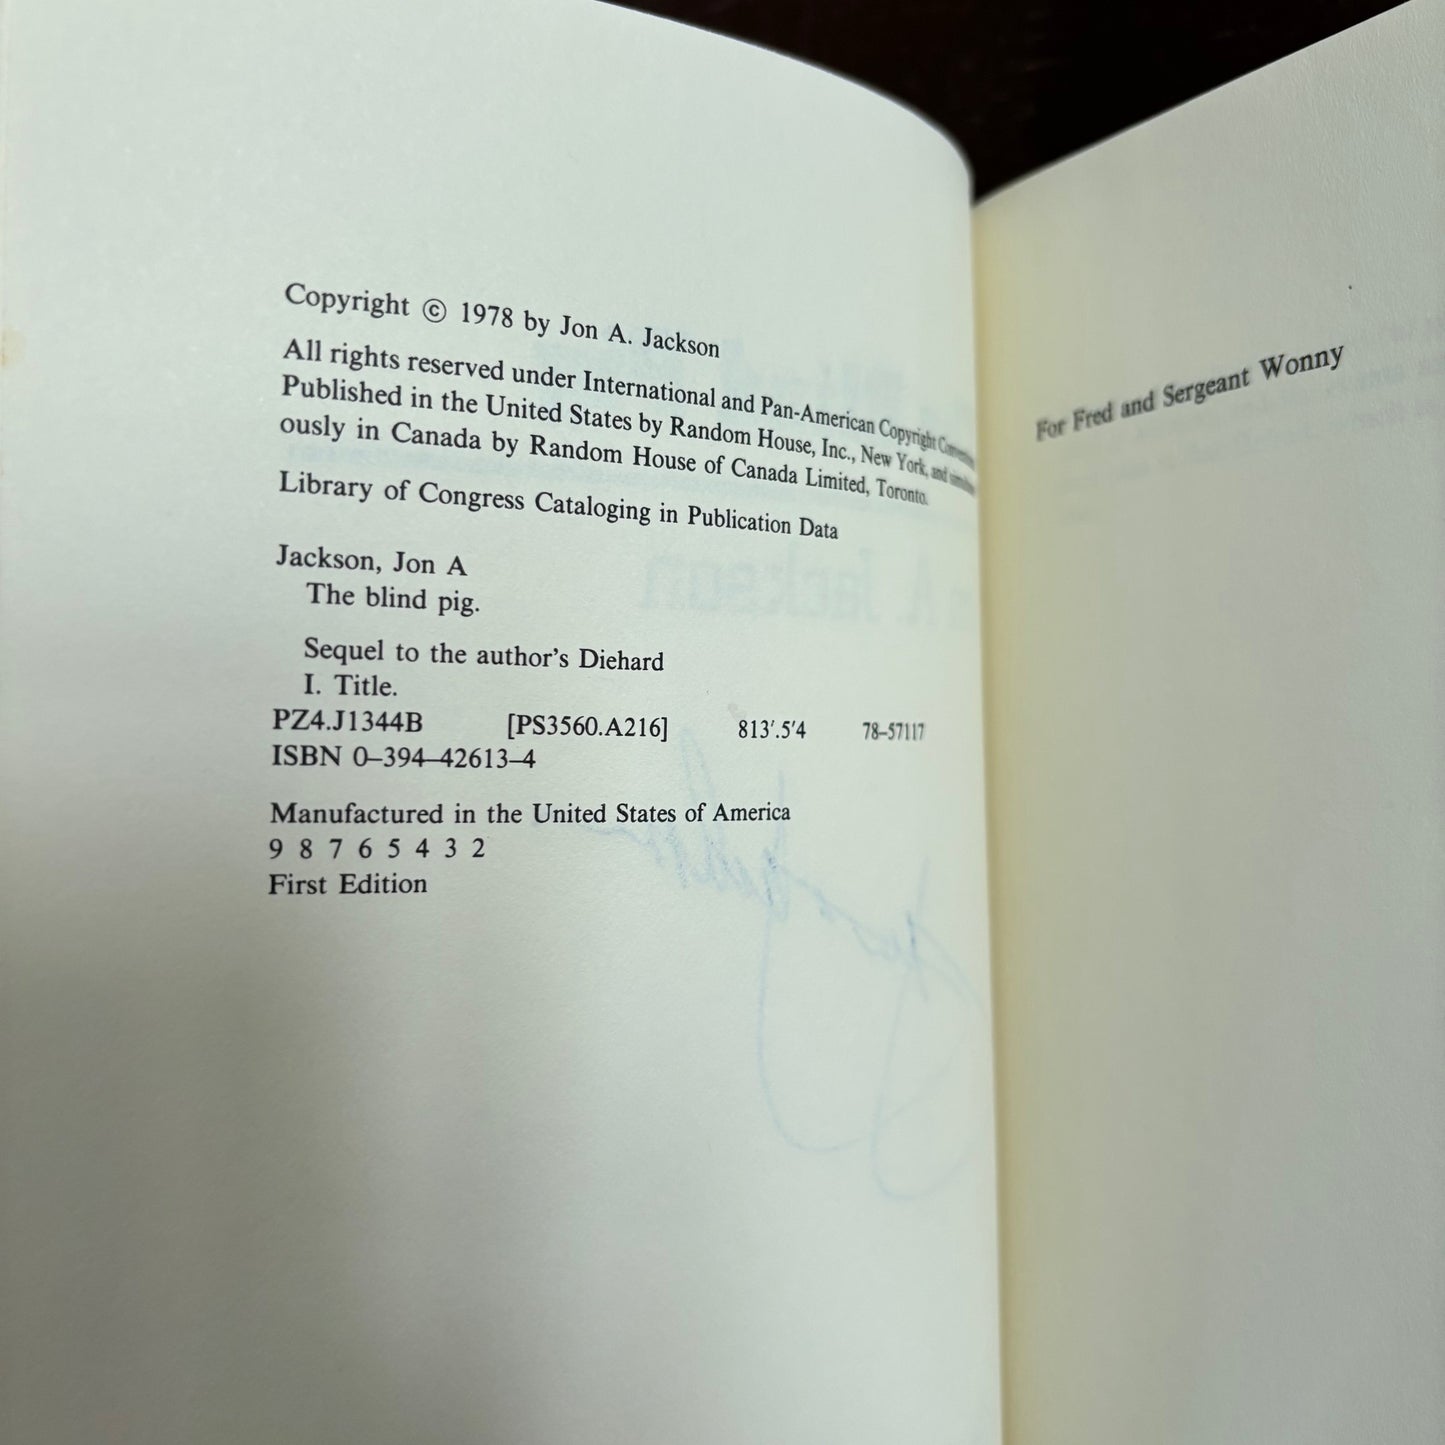 Copyright © 1978 by Jon A. Jackson
All rights reserved under International and Pan-American Copyright Conventions
Published in the United States by Random House, Inc., New York, and simultane
ously in Canada by Random House of Canada Limited, Toronto.
Library of Congress Cataloging in Publication Data
Jackson, Jon A
The blind pig.
Sequel to the author's Diehard
I. Title.
PZ4.J1344B [PS3560.A216] 813'.5'4 78–57117
ISBN 0–394–42613–4
Manufactured in the United States of America
9 8 7 6 5 4 3 2
First Edition
For Fred and Sergeant Wonny
A. Jackson